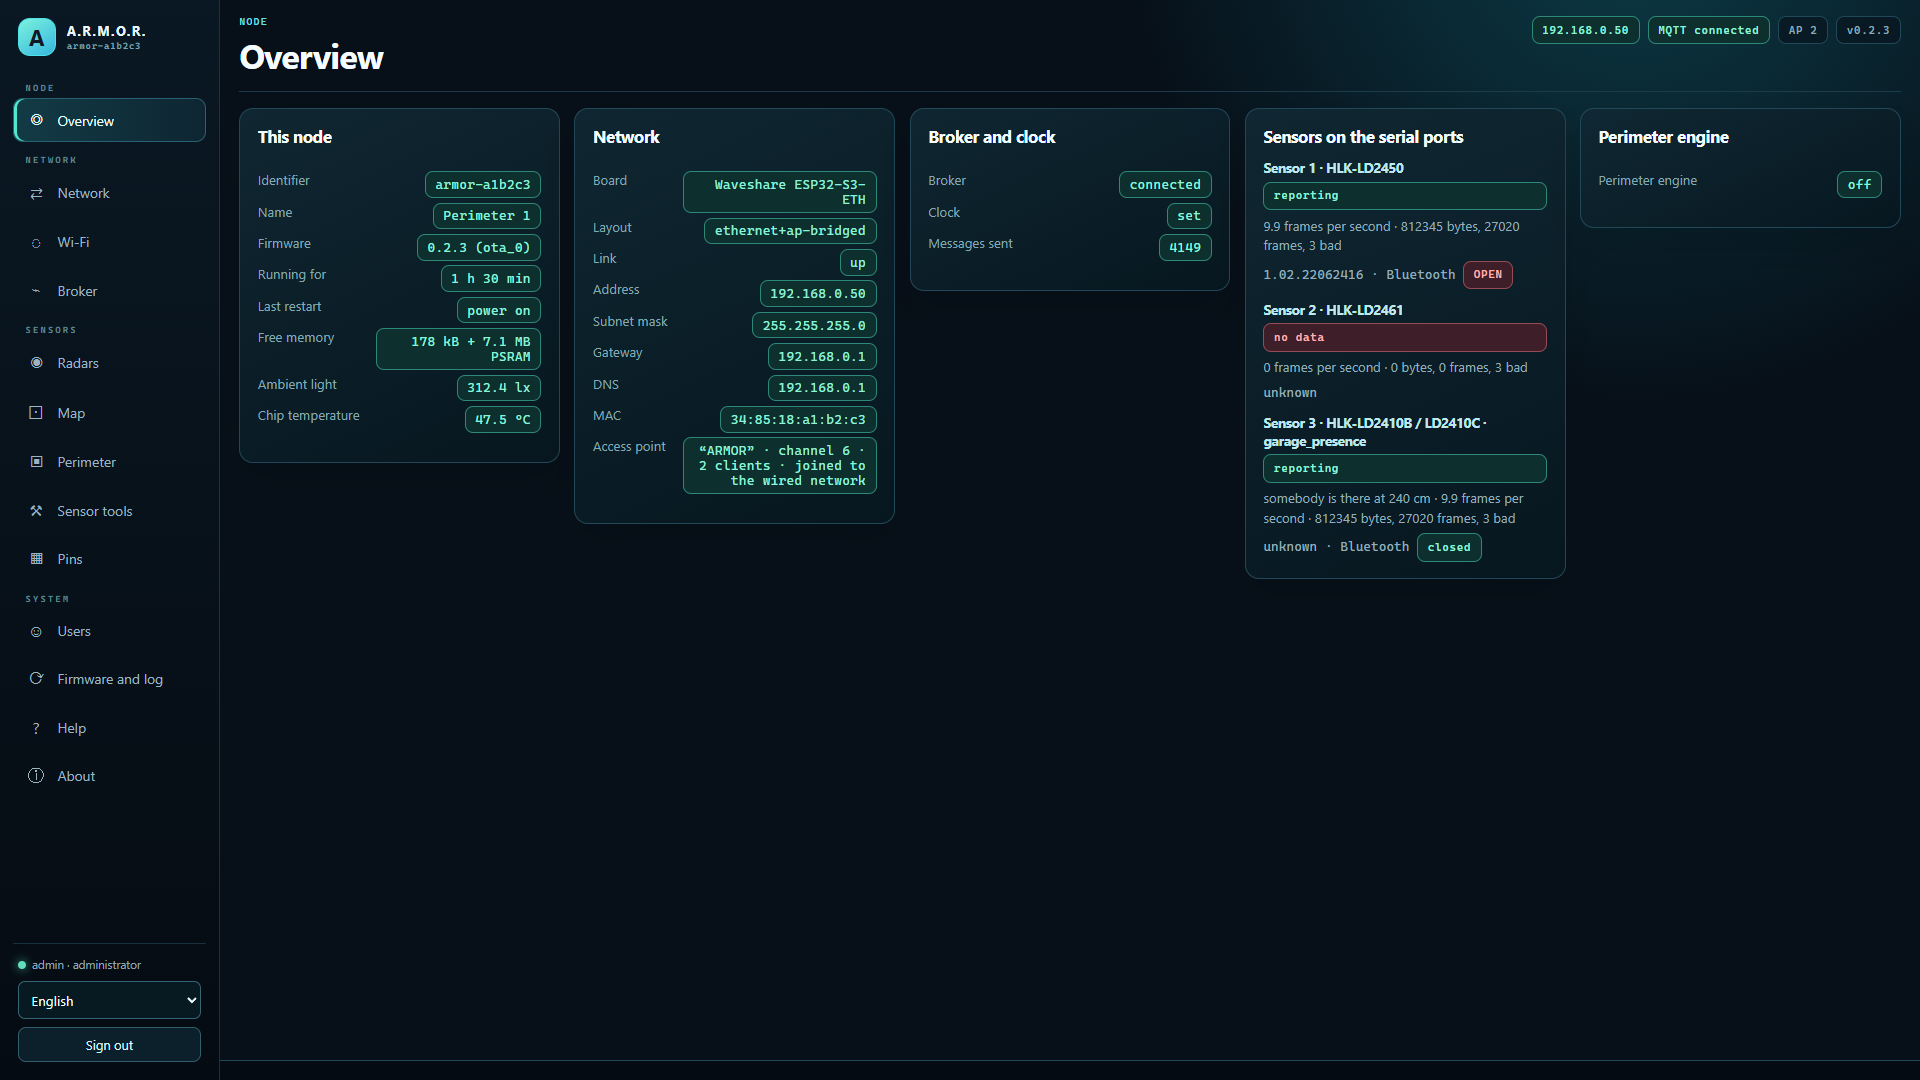 A
A.R.M.O.R.
armor-a1b2c3
NODE
Overview
NETWORK
Network
Wi-Fi
Broker
SENSORS
Radars
Map
Perimeter
Sensor tools
Pins
SYSTEM
Users
Firmware and log
? Help
About
admin · administrator
English
Sign out
NODE
Overview
192.168.0.50
MQTT connected
AP 2
v0.2.3
This node
Identifier armor-a1b2c3
Name Perimeter 1
Firmware 0.2.3 (ota_0)
Running for 1 h 30 min
Last restart power on
Free memory 178 kB + 7.1 MB
PSRAM
Ambient light 312.4 lx
Chip temperature 47.5 °C
Network
Board Waveshare ESP32-S3-
ETH
Layout ethernet+ap-bridged
Link up
Address 192.168.0.50
Subnet mask 255.255.255.0
Gateway 192.168.0.1
DNS 192.168.0.1
MAC 34:85:18:a1:b2:c3
Access point “ARMOR” · channel 6 ·
2 clients · joined to
the wired network
Broker and clock
Broker connected
Clock set
Messages sent 4149
Sensors on the serial ports
Sensor 1 · HLK-LD2450
reporting
9.9 frames per second · 812345 bytes, 27020
frames, 3 bad
1.02.22062416 · Bluetooth OPEN
Sensor 2 · HLK-LD2461
no data
0 frames per second · 0 bytes, 0 frames, 3 bad
unknown
Sensor 3 · HLK-LD2410B / LD2410C ·
garage_presence
reporting
somebody is there at 240 cm · 9.9 frames per
second · 812345 bytes, 27020 frames, 3 bad
unknown · Bluetooth closed
Perimeter engine
Perimeter engine off